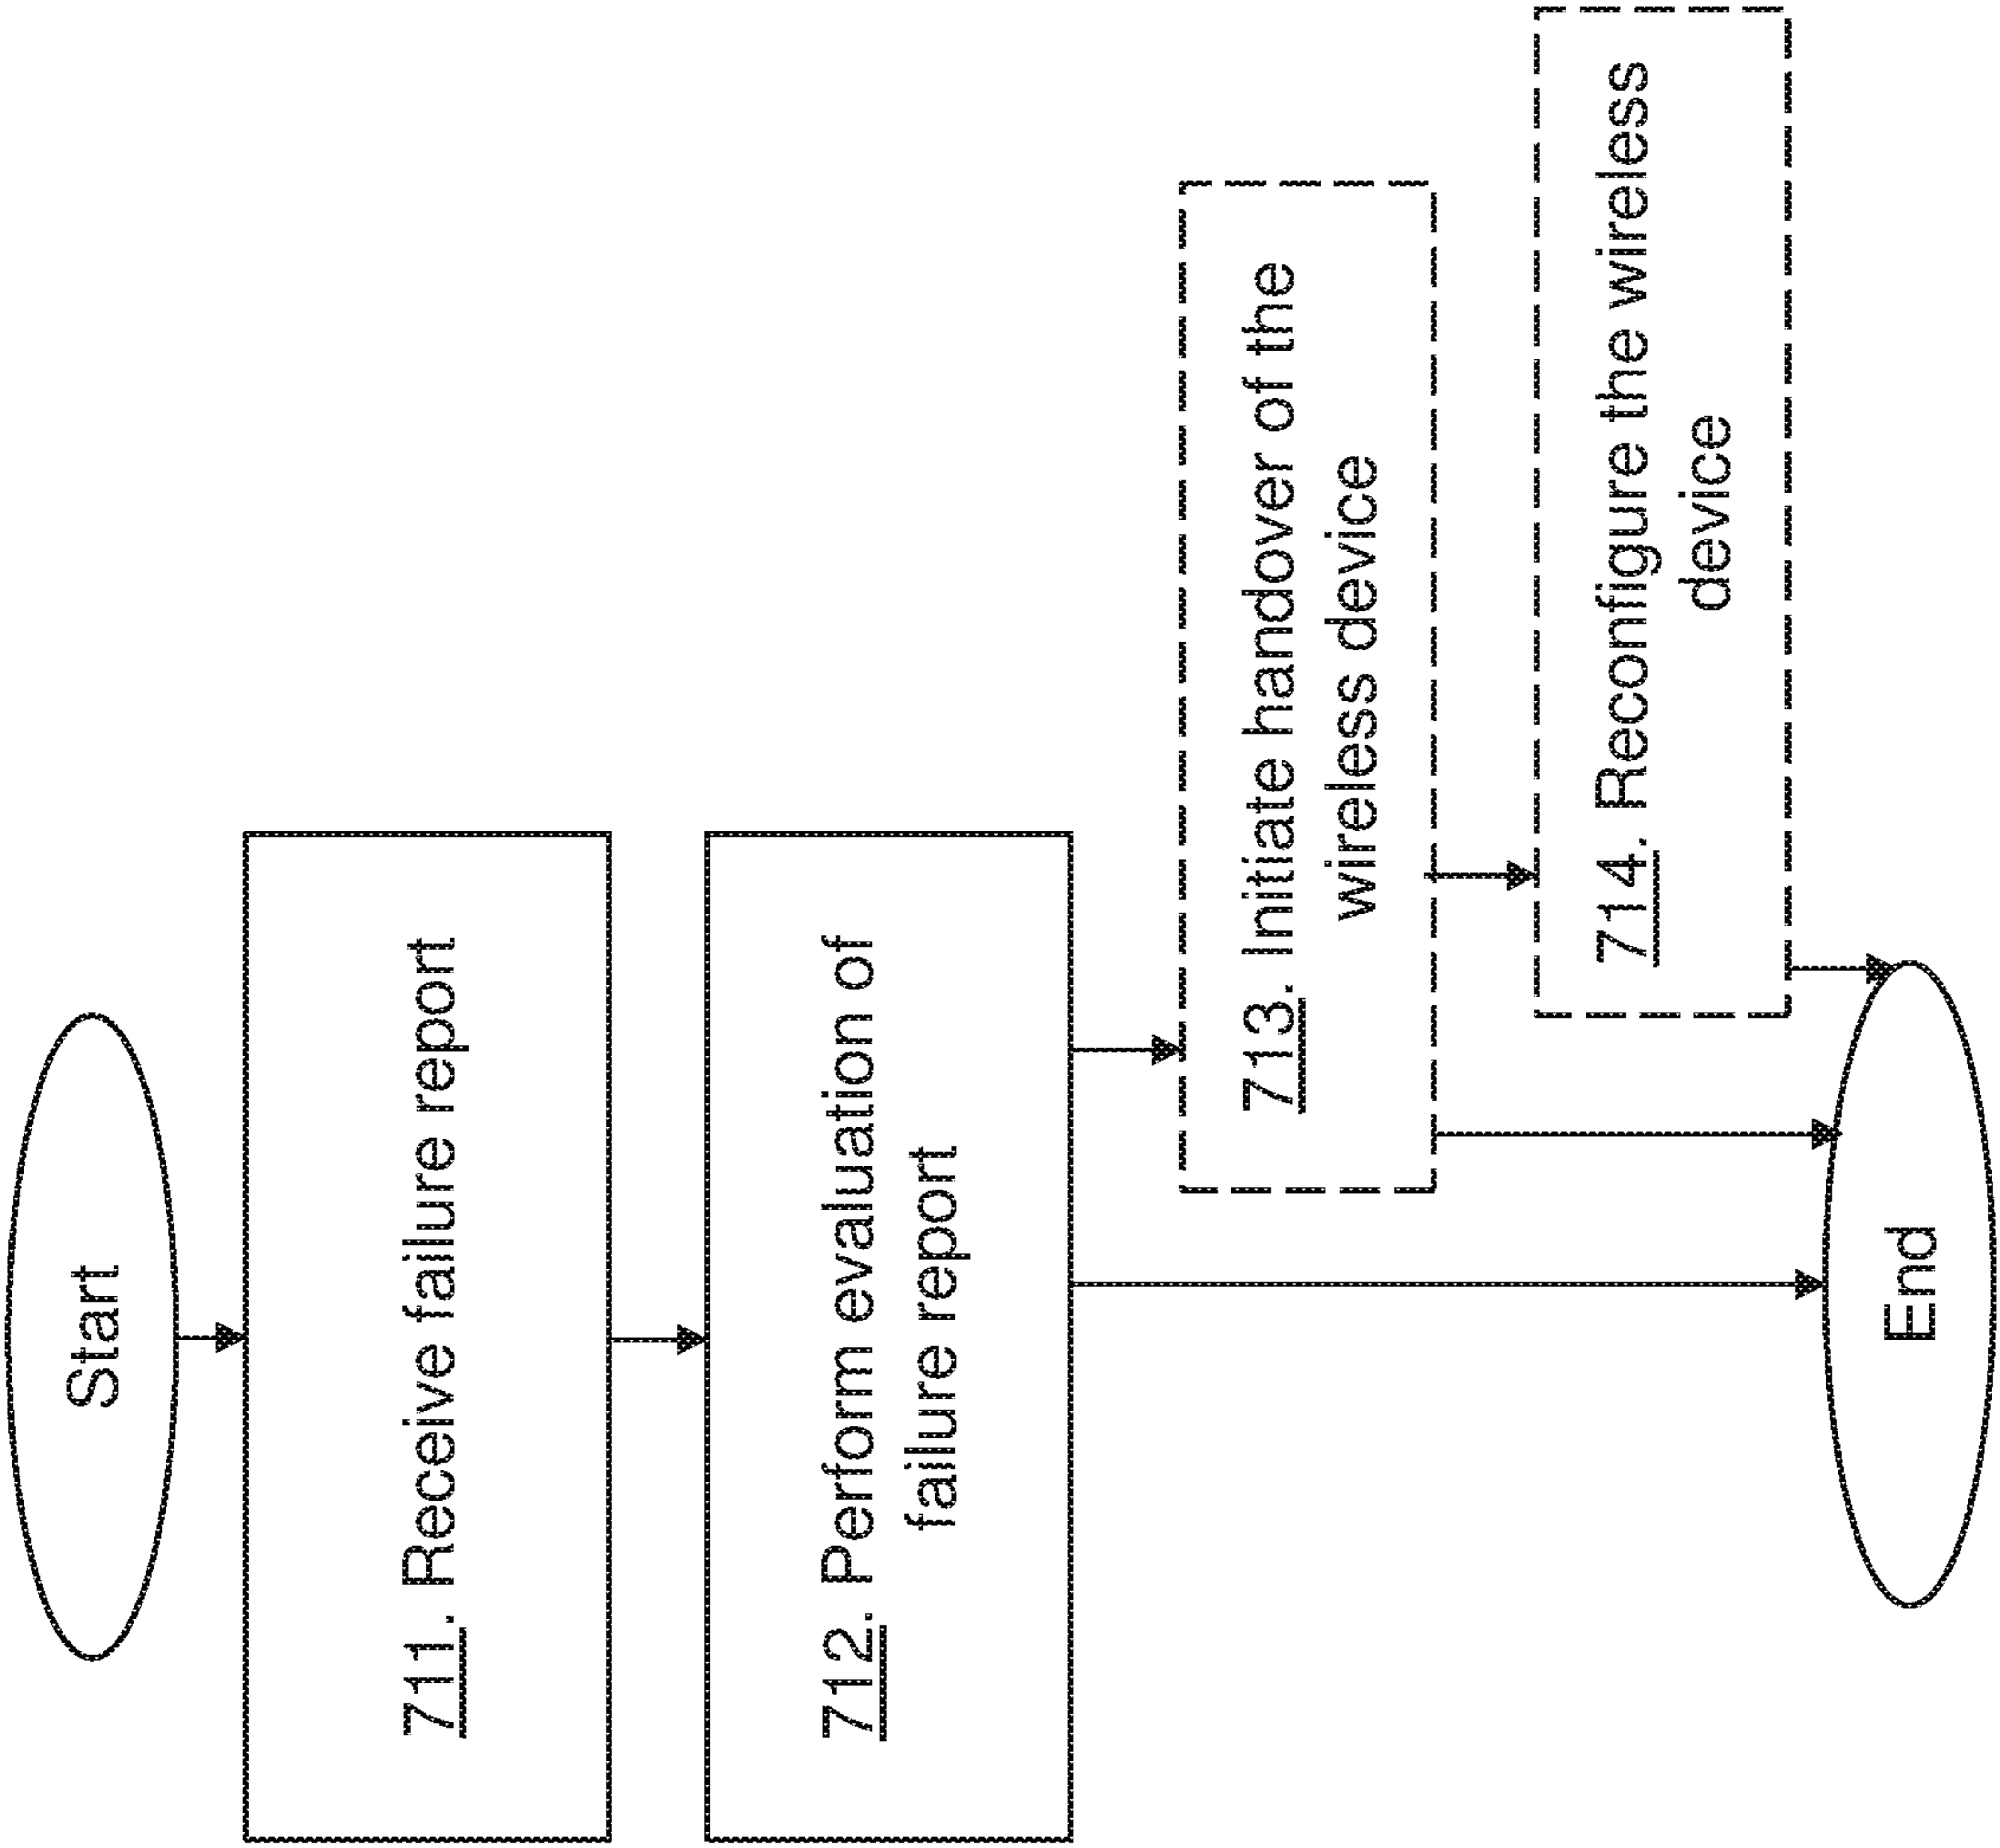 Start
711. Receive failure report
712. Perform evaluation of
failure report
713. Initiate handover of the
wireless device
714. Reconfigure the wireless
device
End